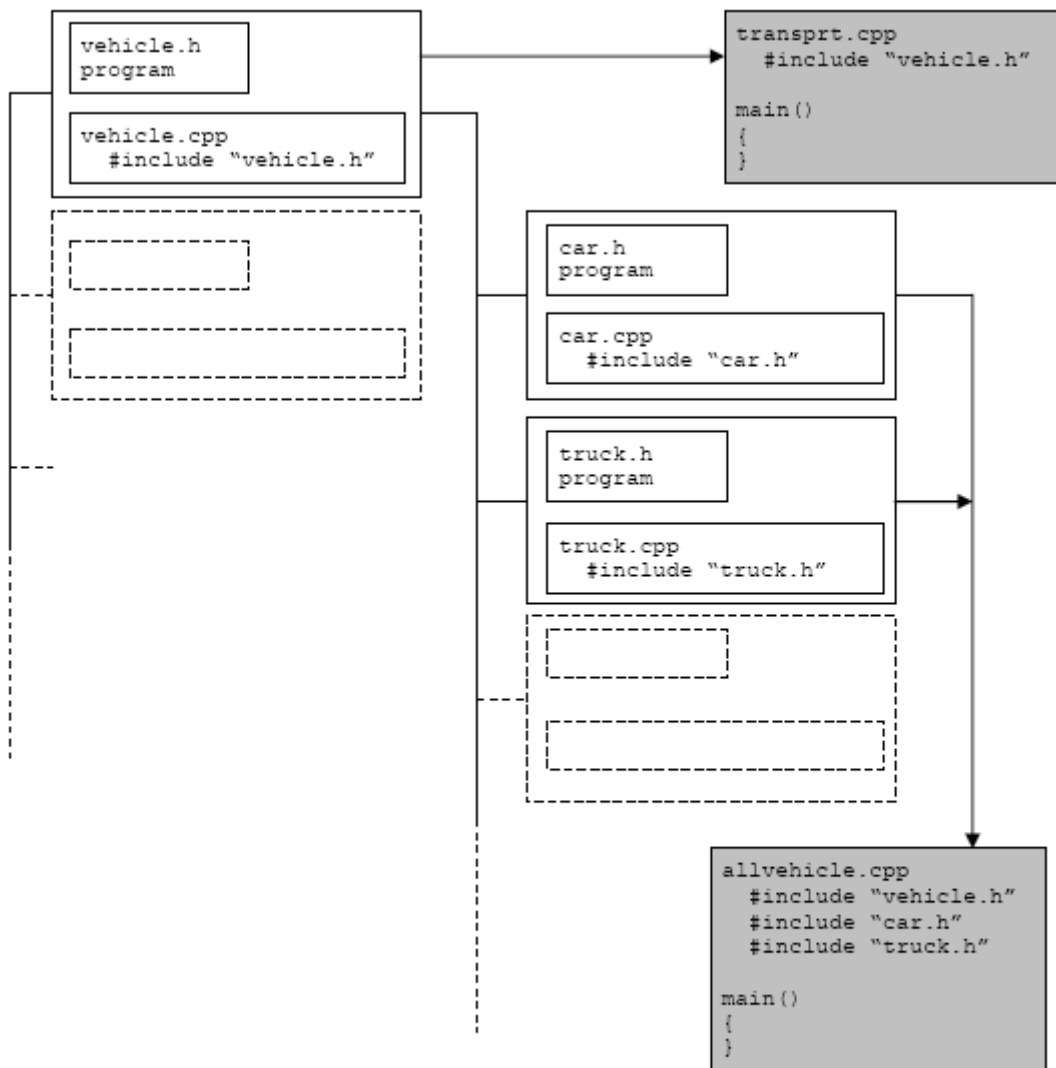 vehicle.h
program
vehicle.cpp
#include “vehicle.h”
transprt.cpp
#include “vehicle.h”
main()
{
}
car.h
program
car.cpp
#include “car.h”
truck.h
program
truck.cpp
#include “truck.h”
allvehicle.cpp
#include “vehicle.h”
#include “car.h”
#include “truck.h”
main()
{
}